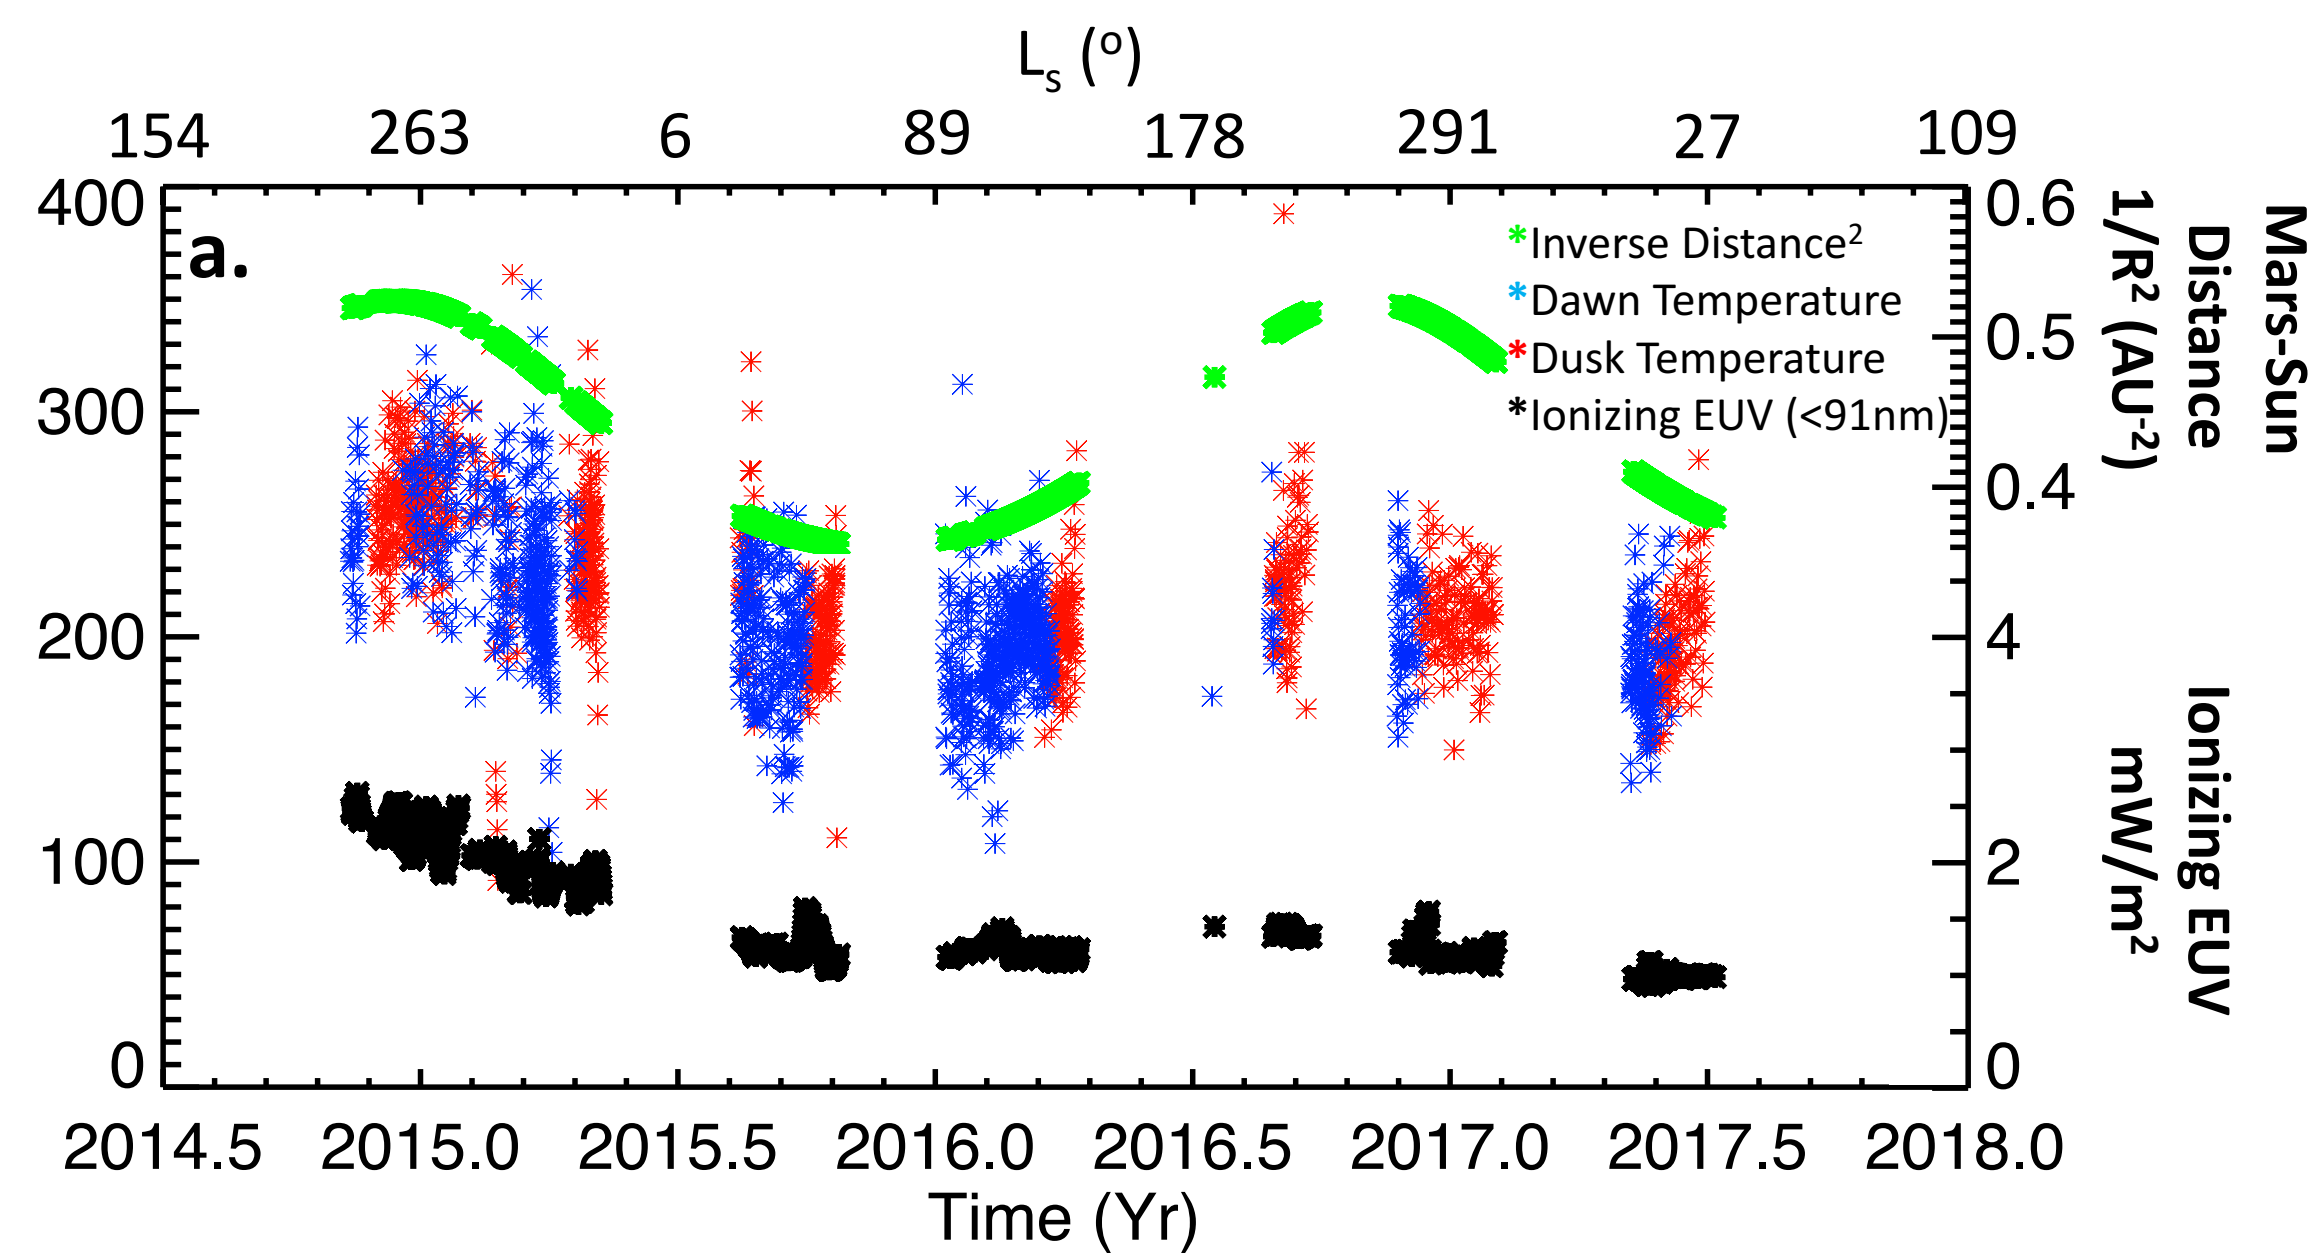 Ls (o)
154 263 6 89 178 291 27 109
a.
400
300
200
100
0
*Inverse Distance2
*Dawn Temperature
*Dusk Temperature
*Ionizing EUV (<91nm)
0.6
0.5
0.4
4
2
0
Mars-Sun
Distance
1/R2 (AU-2)
Ionizing EUV
mW/m2
2014.5 2015.0 2015.5 2016.0 2016.5 2017.0 2017.5 2018.0
Time (Yr)